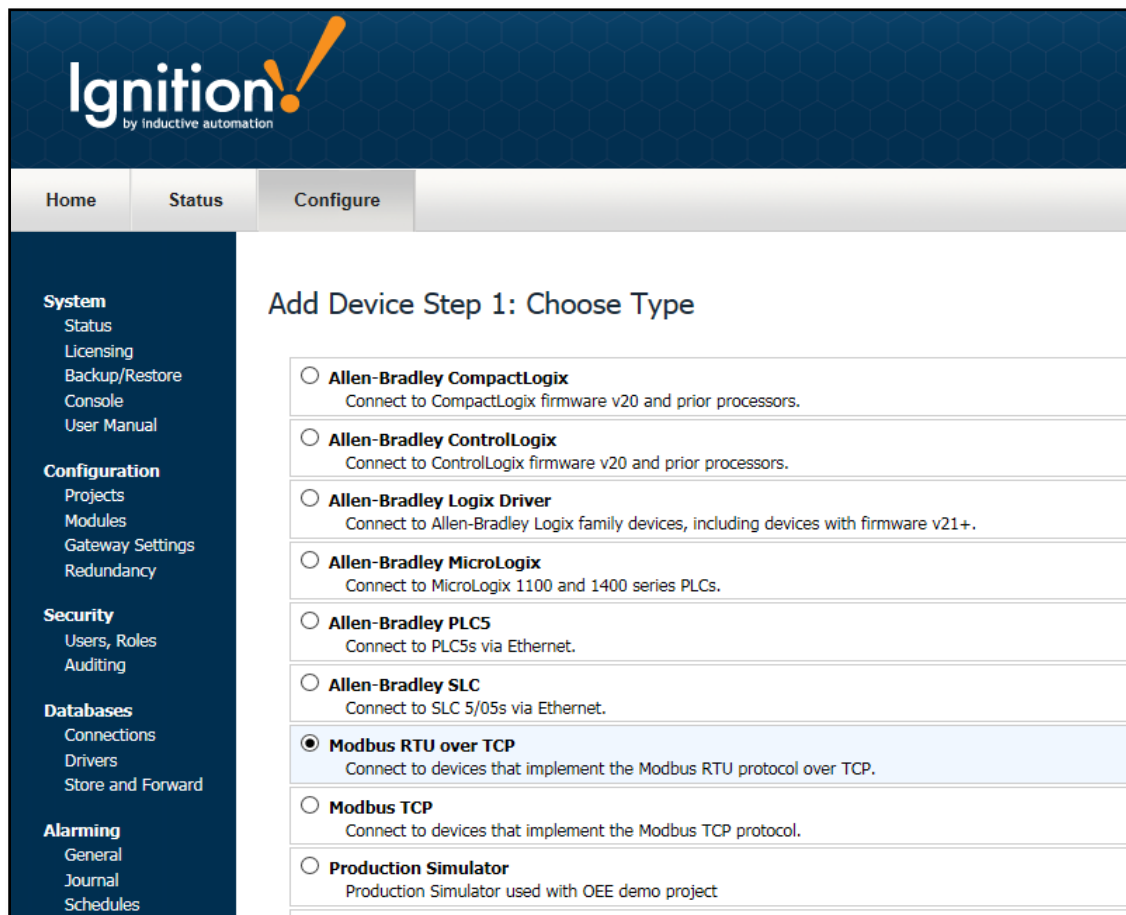 Ignition!
by inductive automation
Home Status Configure
System
Status
Licensing
Backup/Restore
Console
User Manual
Configuration
Projects
Modules
Gateway Settings
Redundancy
Security
Users, Roles
Auditing
Databases
Connections
Drivers
Store and Forward
Alarming
General
Journal
Schedules
Add Device Step 1: Choose Type
Allen-Bradley CompactLogix
Connect to CompactLogix firmware v20 and prior processors.
Allen-Bradley ControlLogix
Connect to ControlLogix firmware v20 and prior processors.
Allen-Bradley Logix Driver
Connect to Allen-Bradley Logix family devices, including devices with firmware v21+.
Allen-Bradley MicroLogix
Connect to MicroLogix 1100 and 1400 series PLCs.
Allen-Bradley PLC5
Connect to PLC5s via Ethernet.
Allen-Bradley SLC
Connect to SLC 5/05s via Ethernet.
Modbus RTU over TCP
Connect to devices that implement the Modbus RTU protocol over TCP.
Modbus TCP
Connect to devices that implement the Modbus TCP protocol.
Production Simulator
Production Simulator used with OEE demo project